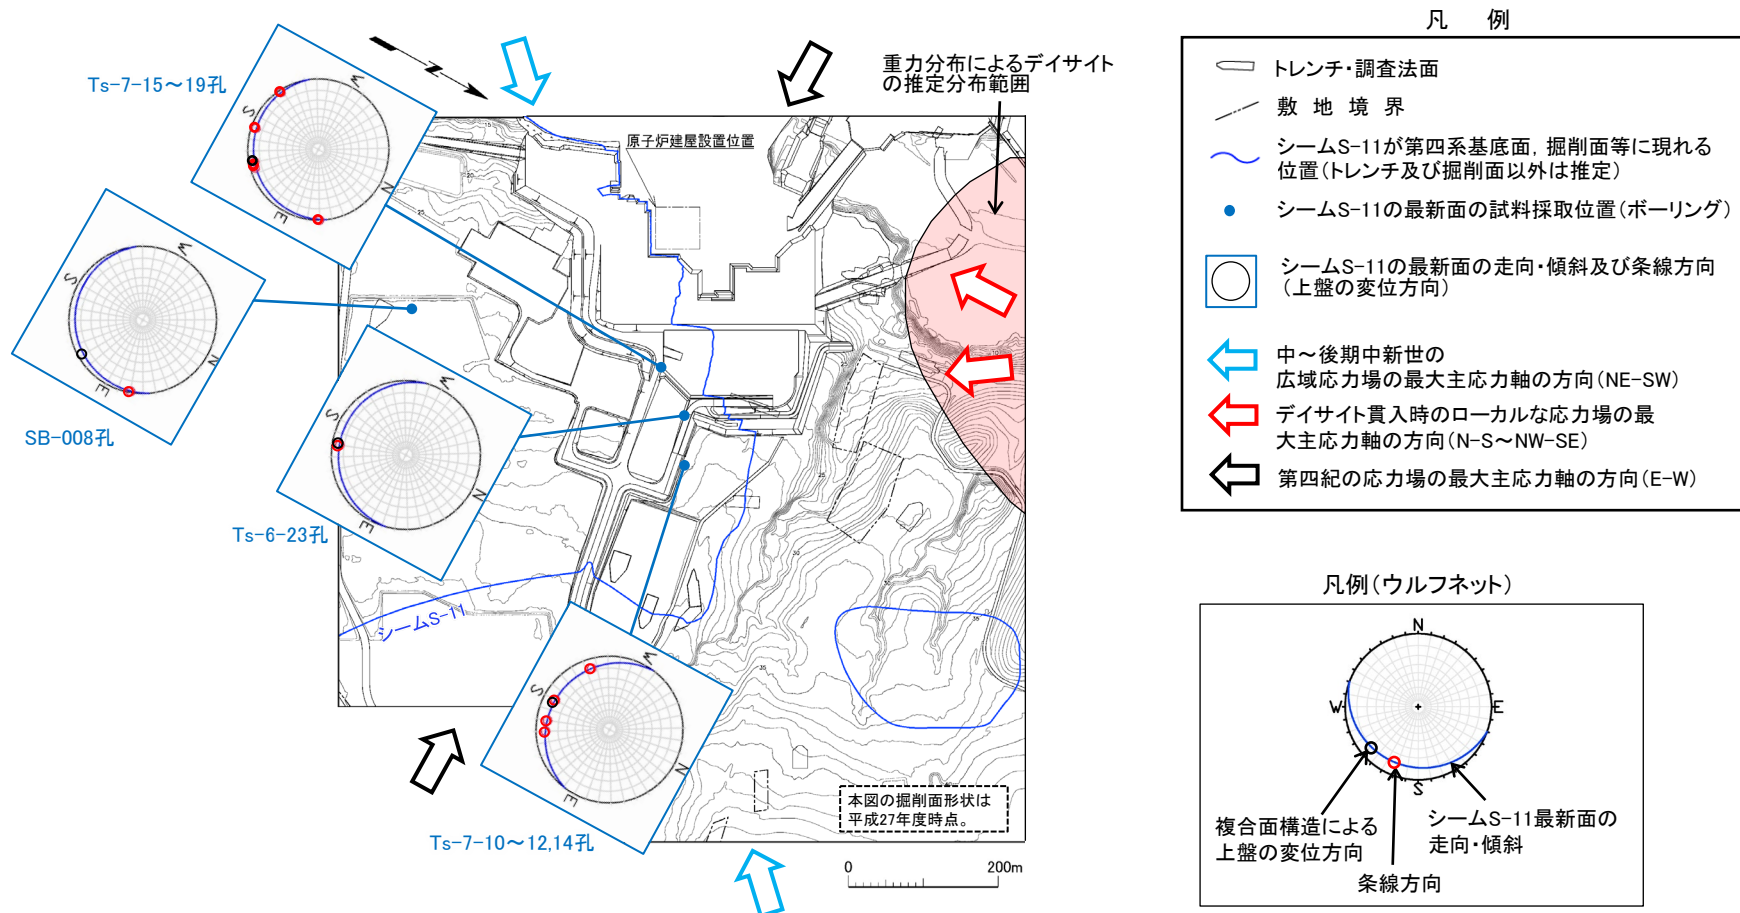 凡　例
トレンチ・調査法面
敷 地 境 界
シームS-11が第四系基底面，掘削面等に現れる
位置(トレンチ及び掘削面以外は推定)
シームS-11の最新面の試料採取位置(ボーリング)
シームS-11の最新面の走向・傾斜及び条線方向
(上盤の変位方向)
中～後期中新世の
広域応力場の最大主応力軸の方向(NE-SW)
デイサイト貫入時のローカルな応力場の最
大主応力軸の方向(N-S～NW-SE)
第四紀の応力場の最大主応力軸の方向(E-W)
凡例(ウルフネット)
N
W
E
S
複合面構造による
上盤の変位方向
シームS-11最新面の
走向・傾斜
条線方向
N
重力分布によるデイサイト
の推定分布範囲
原子炉建屋設置位置
Ts-7-15～19孔
W
S
N
E
SB-008孔
W
S
N
E
Ts-6-23孔
W
S
N
E
Ts-7-10～12,14孔
W
S
N
E
シームS-11
本図の掘削面形状は
平成27年度時点。
0
200m